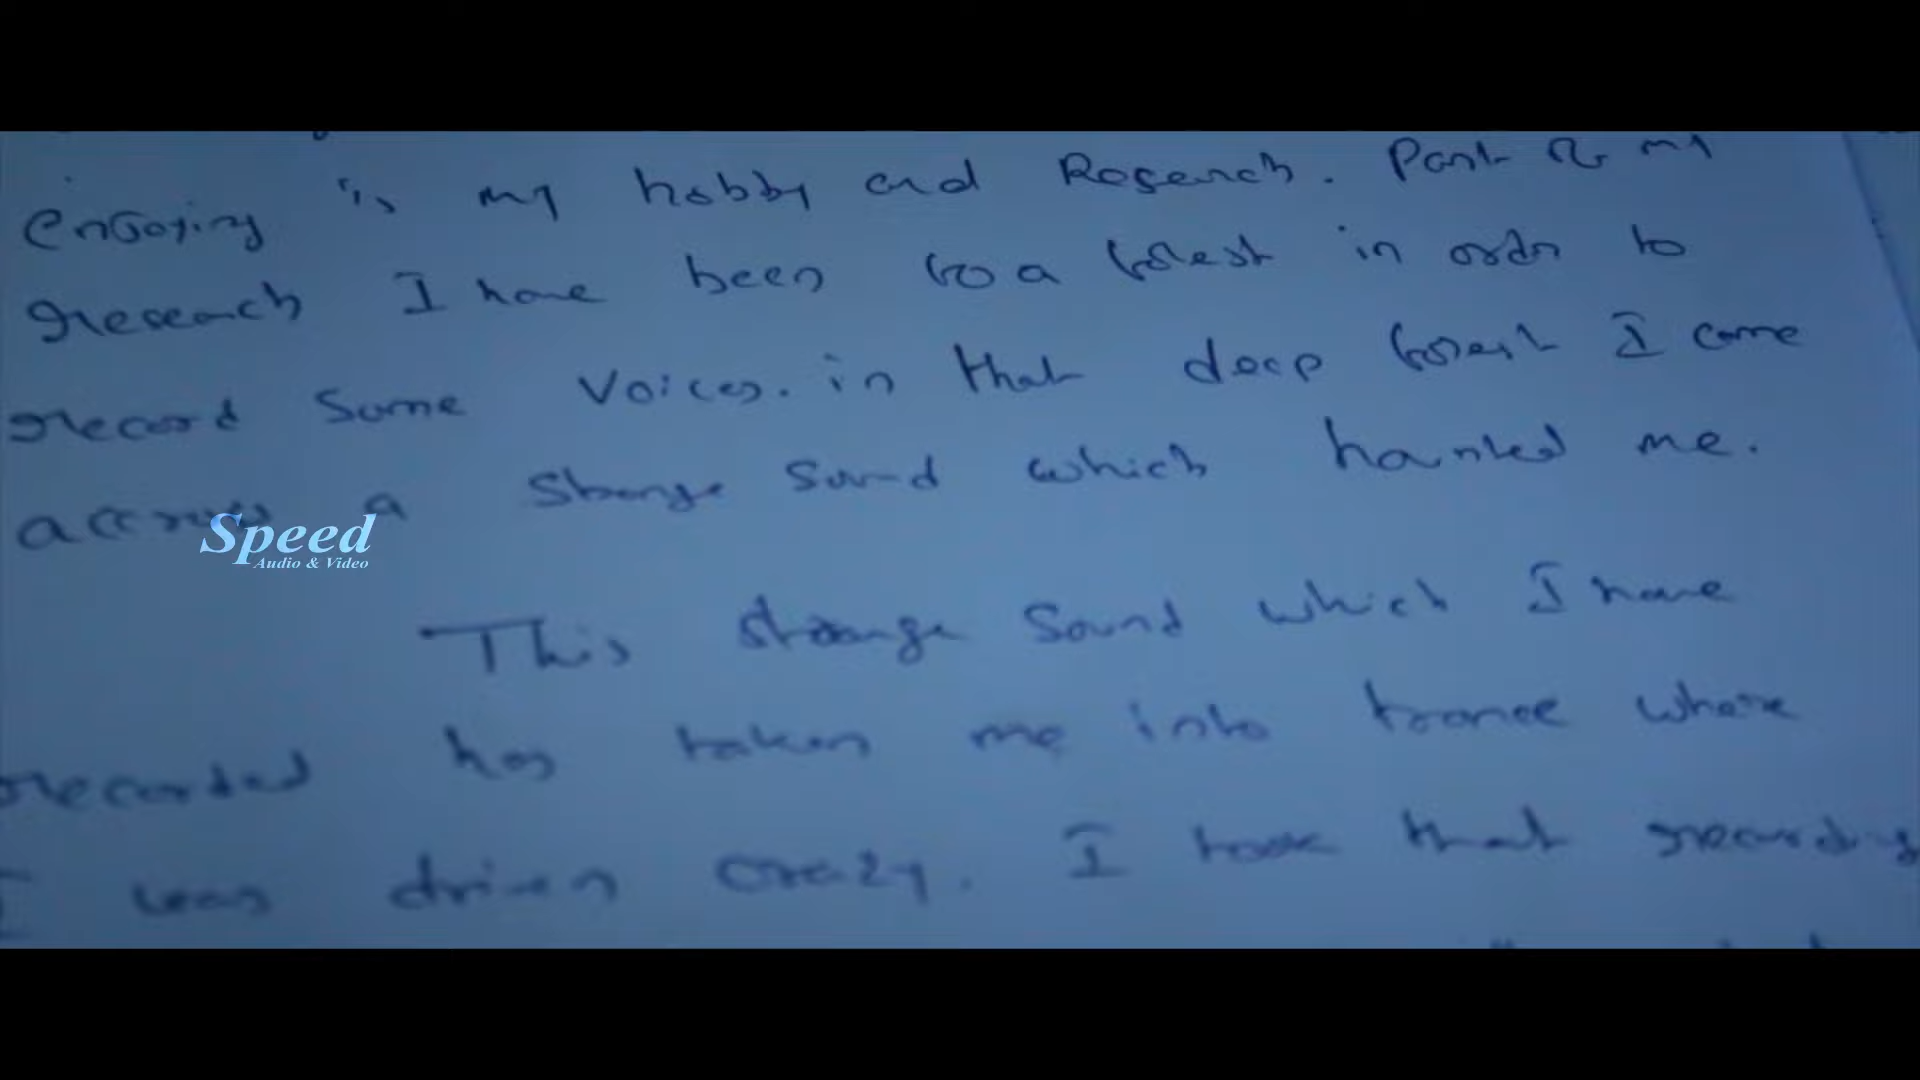 enjoying is my hobby and Research. Part of my
research I have been to a forest in order to
record some voices. in that deep forest I came
across a strange sound which haunted me.
Speed
Audio & Video
This strange sound which I have
recorded has taken me into trance where
I was driven crazy. I took that recording